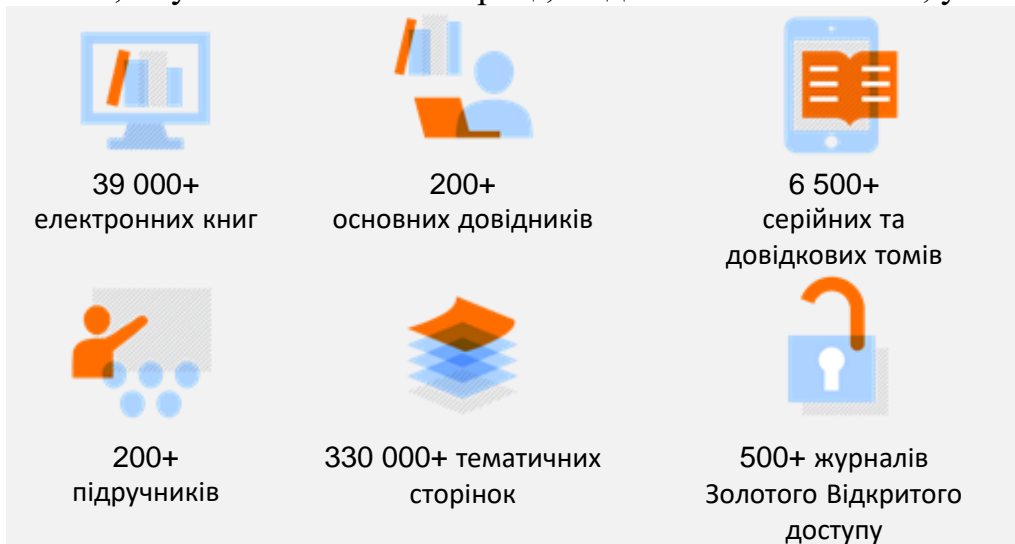 39 000+
електронних книг
200+
основних довідників
6 500+
серійних та
довідкових томів
200+
підручників
330 000+ тематичних
сторінок
500+ журналів
Золотого Відкритого
доступу